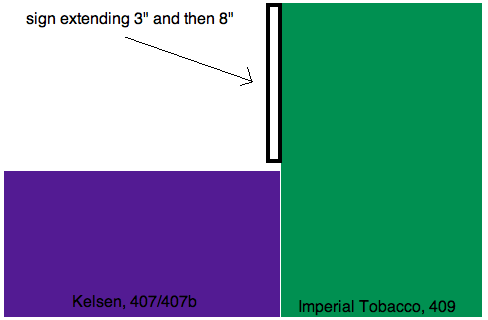 sign extending 3" and then 8"
Kelsen, 407/407b
Imperial Tobacco, 409